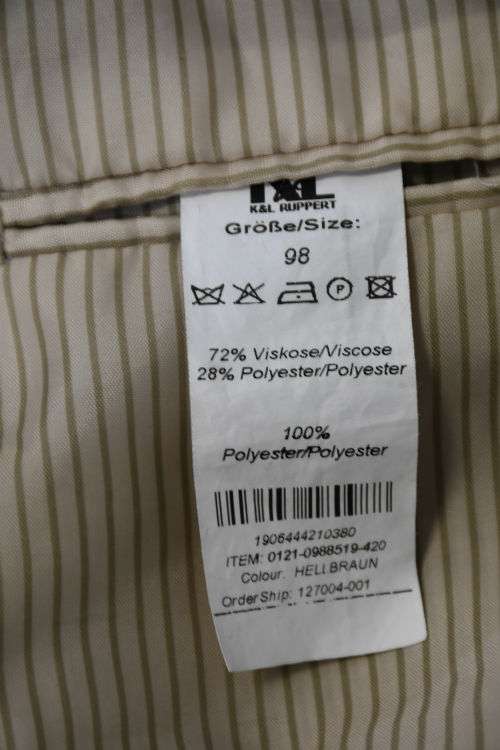 K&L RUPPERT
Größe/Size:
98
P
72% Viskose/Viscose
28% Polyester/Polyester
100%
Polyester/Polyester
1906444210380
ITEM: 0121-0988519-420
Colour: HELLBRAUN
OrderShip: 127004-001